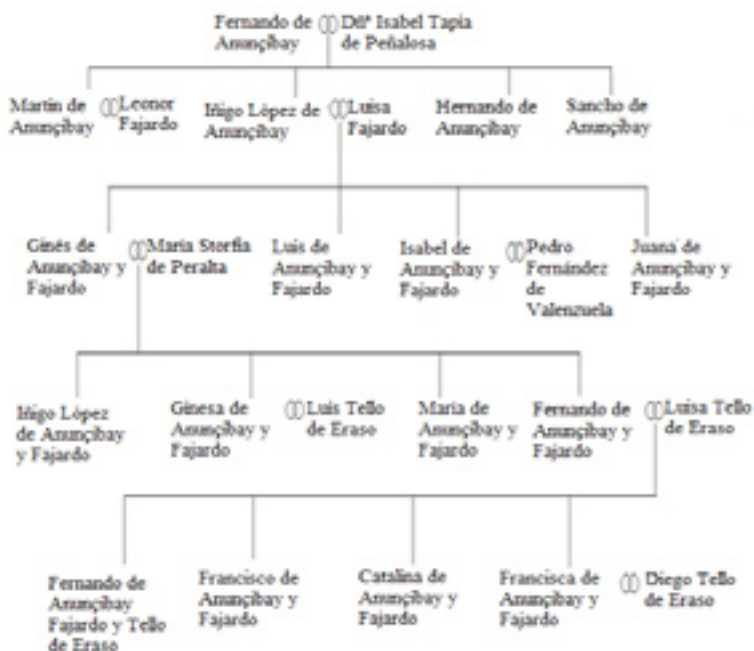 Fernando de
Anunçibay
Dñª Isabel Tapia
de Peñalosa
Martín de
Anunçibay
Leonor
Fajardo
Iñigo López de
Anunçibay
Luisa
Fajardo
Hernando de
Anunçibay
Sancho de
Anunçibay
Ginés de
Anunçibay y
Fajardo
María Storfia
de Peralta
Luis de
Anunçibay y
Fajardo
Isabel de
Anunçibay y
Fajardo
Pedro
Fernández
de
Valenzuela
Juana de
Anunçibay y
Fajardo
Iñigo López
de Anunçibay
y Fajardo
Ginesa de
Anunçibay y
Fajardo
Luis Tello
de Eraso
María de
Anunçibay y
Fajardo
Fernando de
Anunçibay y
Fajardo
Luisa Tello
de Eraso
Fernando de
Anunçibay
Fajardo y Tello
de Eraso
Francisco de
Anunçibay y
Fajardo
Catalina de
Anunçibay y
Fajardo
Francisca de
Anunçibay y
Fajardo
Diego Tello
de Eraso